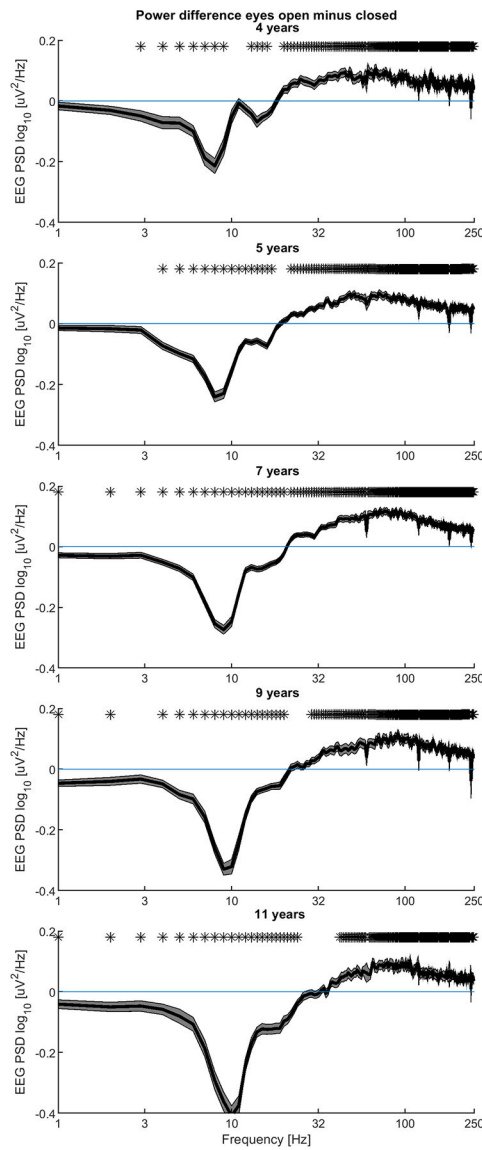 Power difference eyes open minus closed
4 years
0.2
0
-0.2
-0.4
EEG PSD log10 [uV2/Hz]
1 3 10 32 100 250
5 years
0.2
0
-0.2
-0.4
EEG PSD log10 [uV2/Hz]
1 3 10 32 100 250
7 years
0.2
0
-0.2
-0.4
EEG PSD log10 [uV2/Hz]
1 3 10 32 100 250
9 years
0.2
0
-0.2
-0.4
EEG PSD log10 [uV2/Hz]
1 3 10 32 100 250
11 years
0.2
0
-0.2
-0.4
EEG PSD log10 [uV2/Hz]
1 3 10 32 100 250
Frequency [Hz]